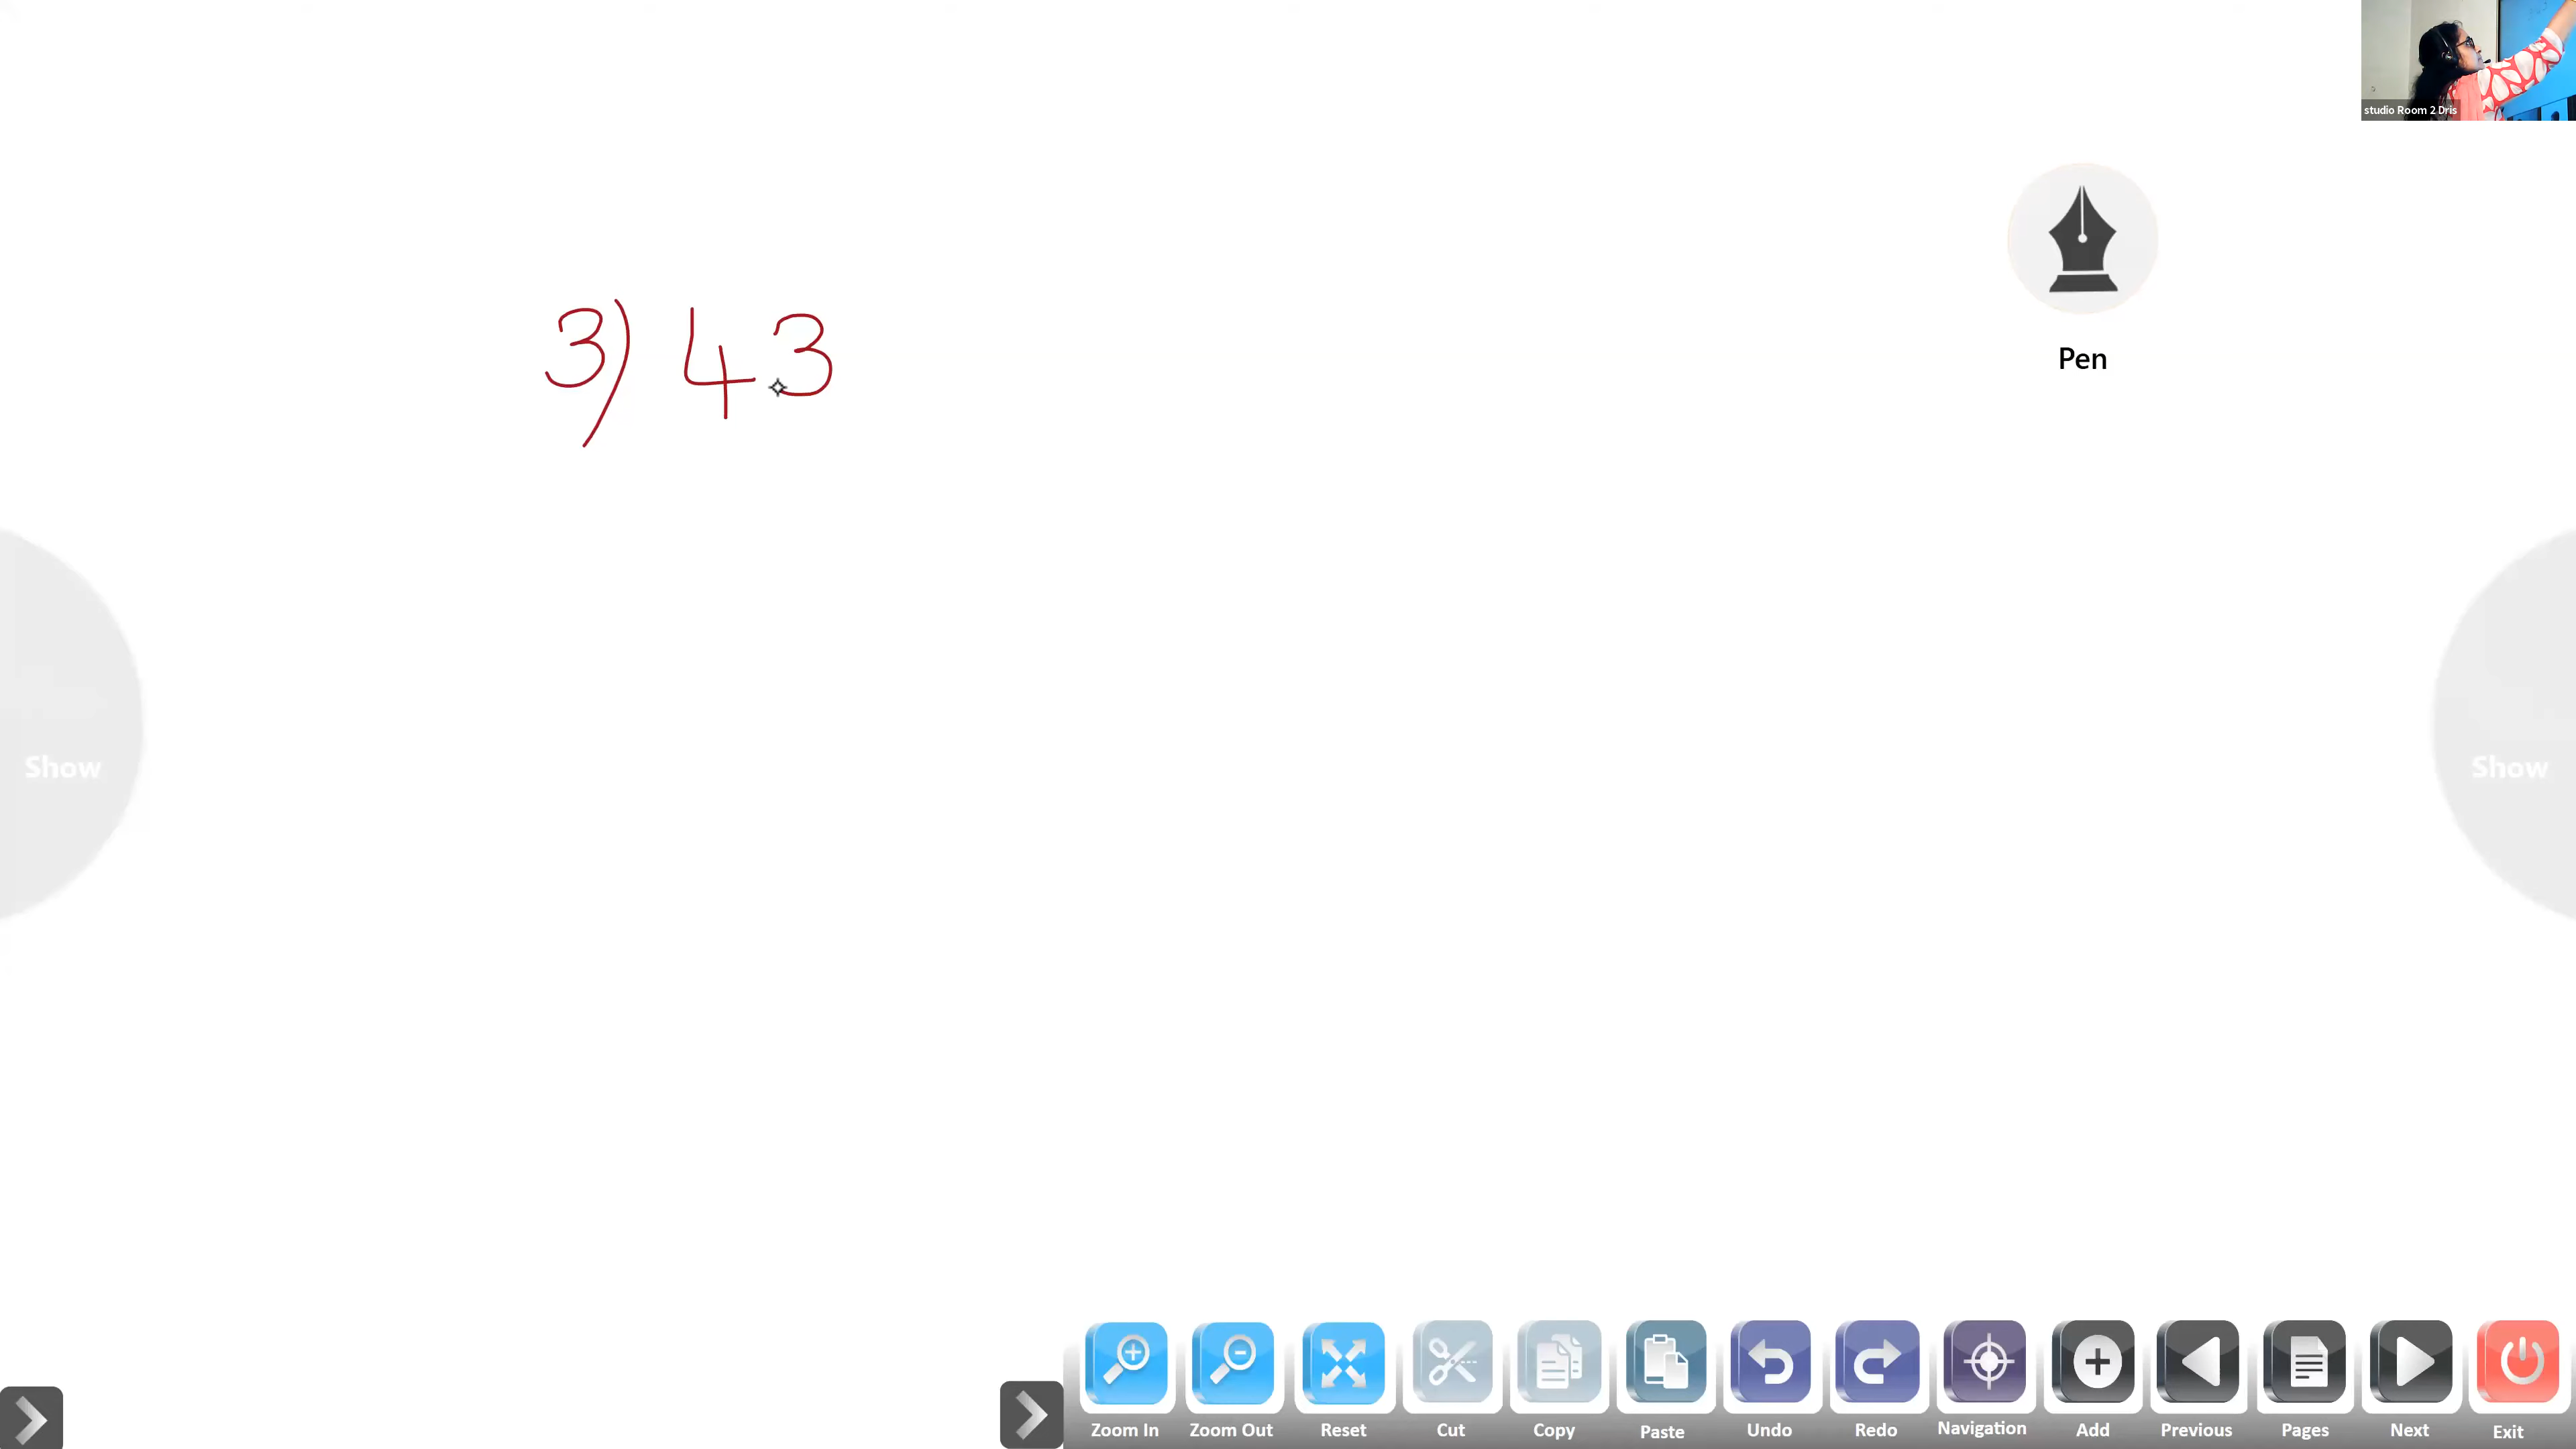 studio Room 2 Dris
Pen
3) 43
Show
Show
Zoom In
Zoom Out
Reset
Cut
Copy
Paste
Undo
Redo
Navigation
Add
Previous
Pages
Next
Exit